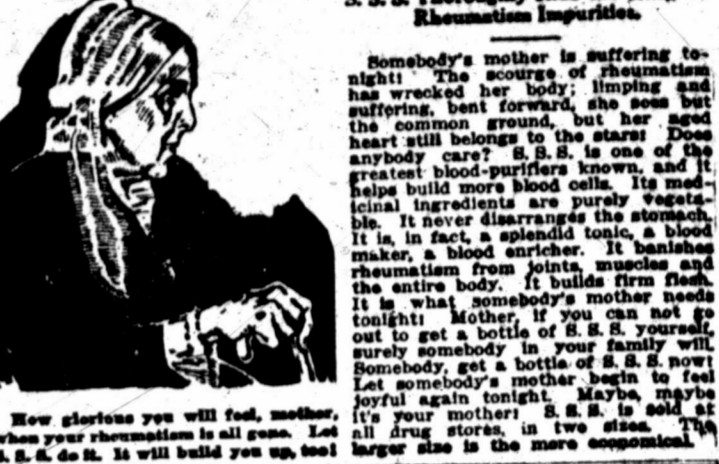 S. S. S. Thoroughly
Rheumatism Impurities.
Somebody's mother is suffering to-
night! The scourge of rheumatism
has wrecked her body; limping and
suffering, bent forward, she sees but
the common ground, but her aged
heart still belongs to the stars! Does
anybody care? S. S. S. is one of the
greatest blood-purifiers known, and it
helps build more blood cells. Its med-
icinal ingredients are purely vegeta-
ble. It never disarranges the stomach.
It is, in fact, a splendid tonic, a blood
maker, a blood enricher. It banishes
rheumatism from joints, muscles and
the entire body. It builds firm flesh.
It is what somebody's mother needs
tonight! Mother, if you can not go
out to get a bottle of S. S. S. yourself,
surely somebody in your family will.
Somebody, get a bottle of S. S. S. now!
Let somebody's mother begin to feel
joyful again tonight. Maybe, maybe
it's your mother! S. S. S. is sold at
all drug stores, in two sizes. The
larger size is the more economical.
How glorious you will feel, mother,
when your rheumatism is all gone. Let
S. S. S. do it. It will build you up, too!